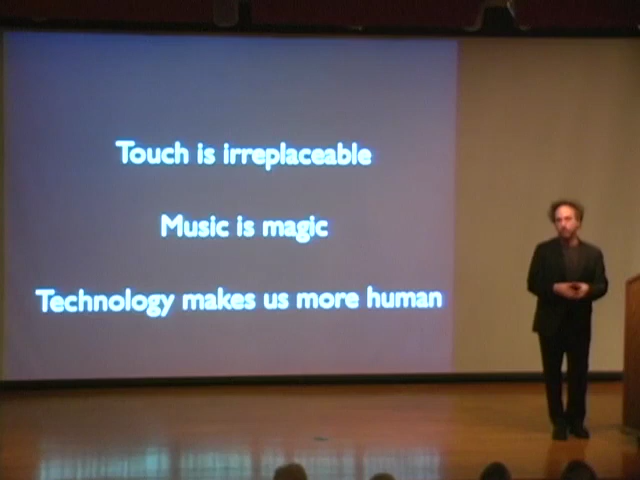 Touch is irreplaceable
Music is magic
Technology makes us more human